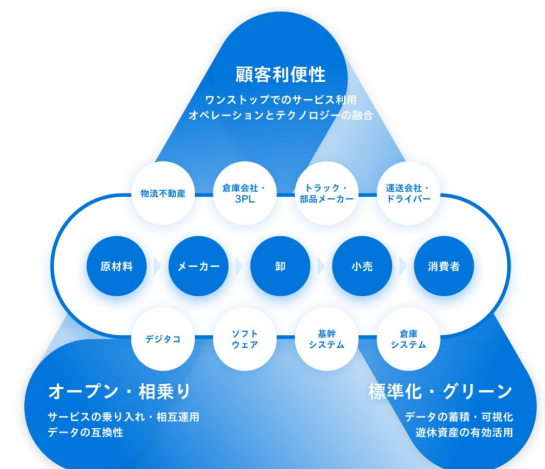 顧客利便性
ワンストップでのサービス利用
オペレーションとテクノロジーの融合
物流不動産
倉庫会社・
3PL
トラック・
部品メーカー
運送会社・
ドライバー
原材料
メーカー
卸
小売
消費者
デジタコ
ソフト
ウェア
基幹
システム
倉庫
システム
オープン・相乗り
サービスの乗り入れ・相互運用
データの互換性
標準化・グリーン
データの蓄積・可視化
遊休資産の有効活用